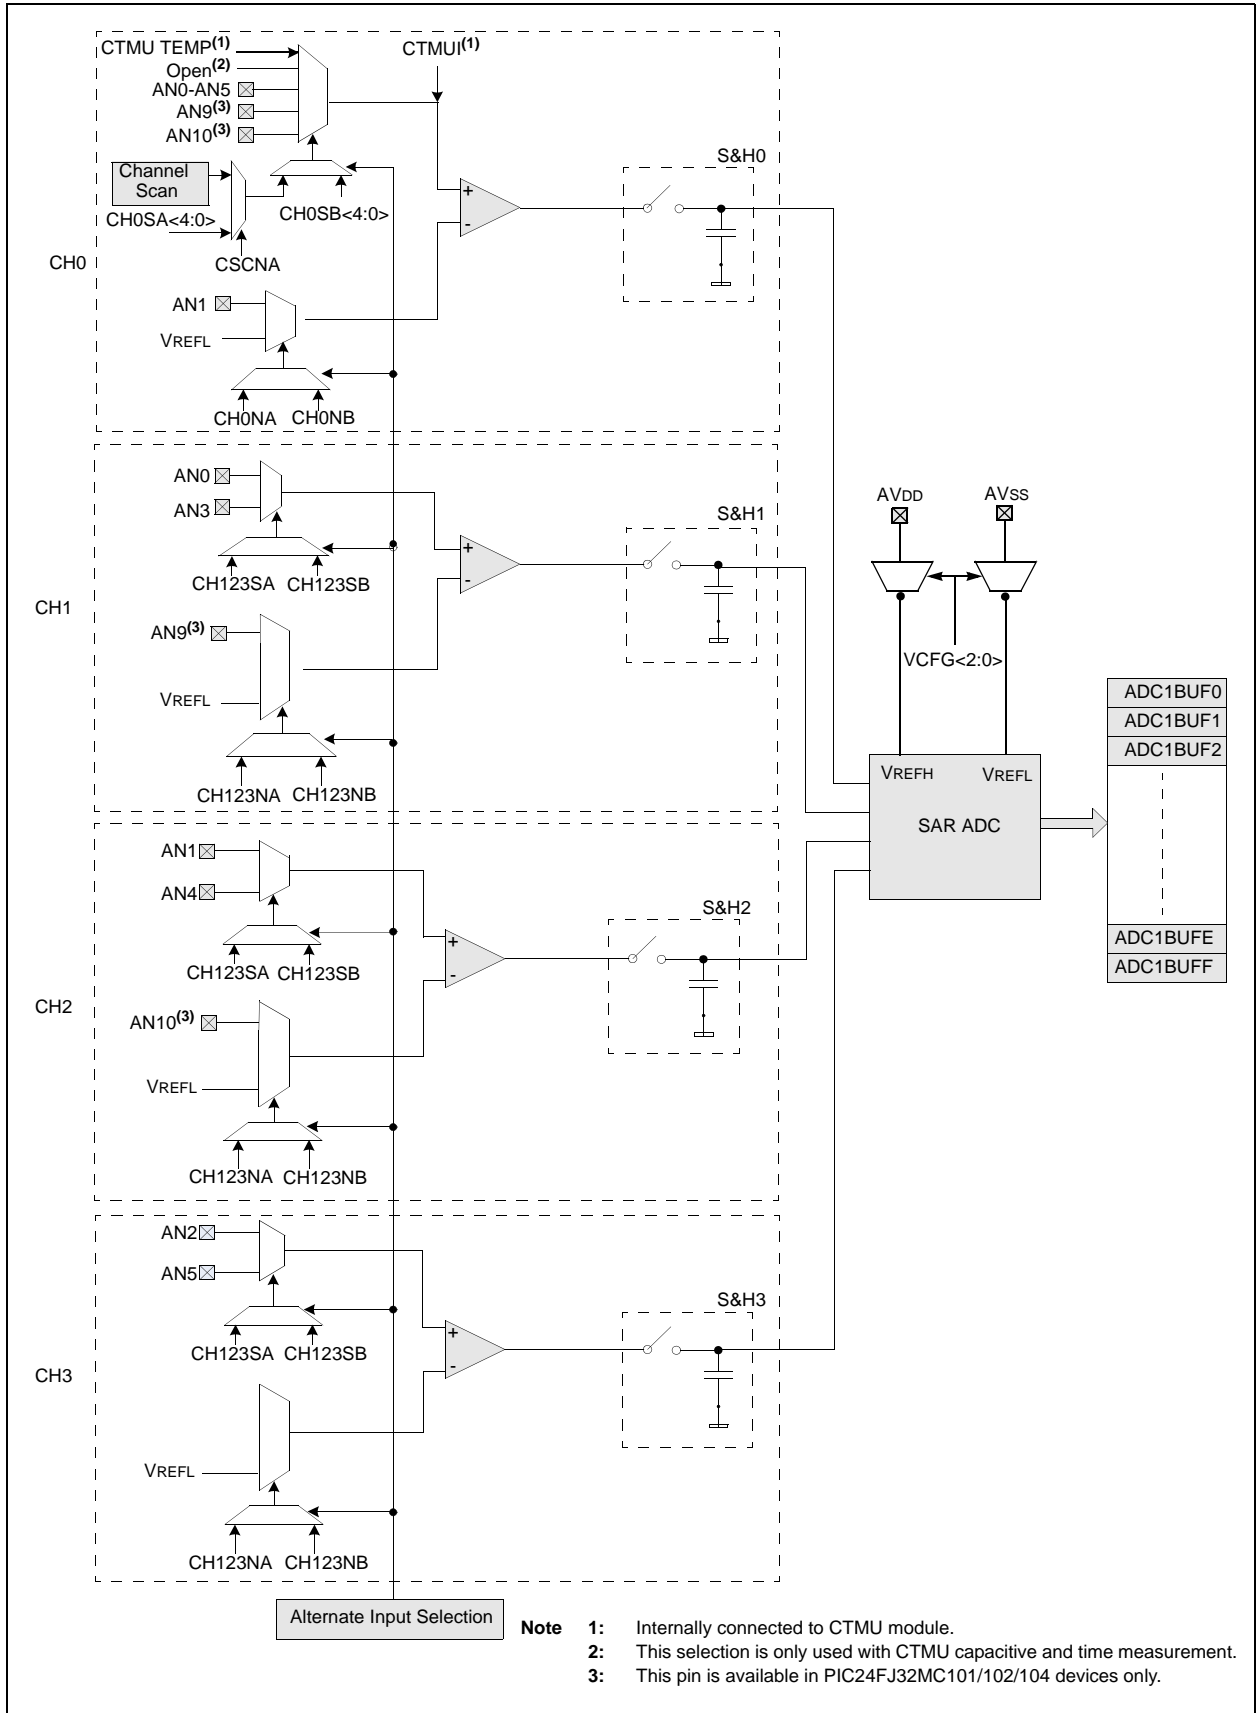 CTMU TEMP(1)
CTMUI(1)
Open(2)
AN0-AN5
AN9(3)
AN10(3)
Channel
Scan
CH0SA<4:0>
CH0SB<4:0>
CSCNA
S&H0
+
-
CH0
AN1
VREFL
CH0NA CH0NB
AN0
AN3
CH123SA CH123SB
S&H1
+
-
CH1
AN9(3)
VREFL
CH123NA CH123NB
AN1
AN4
CH123SA CH123SB
S&H2
+
-
CH2
AN10(3)
VREFL
CH123NA CH123NB
AN2
AN5
CH123SA CH123SB
S&H3
+
-
CH3
VREFL
CH123NA CH123NB
Alternate Input Selection
AVDD AVSS
VCFG<2:0>
VREFH VREFL
SAR ADC
ADC1BUF0
ADC1BUF1
ADC1BUF2
ADC1BUFE
ADC1BUFF
Note 1: Internally connected to CTMU module.
2: This selection is only used with CTMU capacitive and time measurement.
3: This pin is available in PIC24FJ32MC101/102/104 devices only.